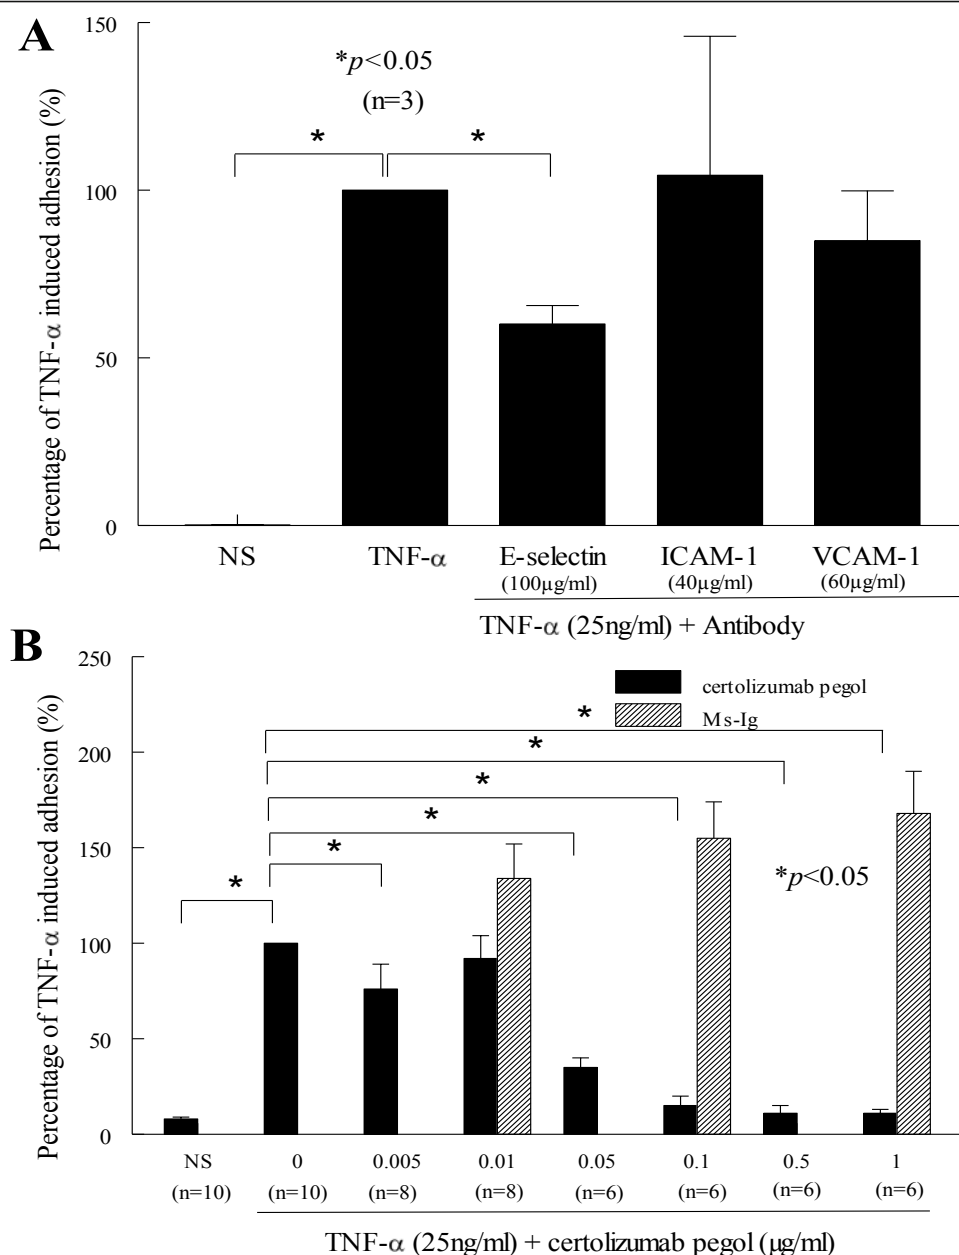 A
Percentage of TNF-α induced adhesion (%)
150
100
50
0
*p<0.05
(n=3)
* *
NS TNF-α E-selectin ICAM-1 VCAM-1
(100µg/ml) (40µg/ml) (60µg/ml)
TNF-α (25ng/ml) + Antibody
B
Percentage of TNF-α induced adhesion (%)
250
200
150
100
50
0
certolizumab pegol
Ms-Ig
*
*
*
*
*
*
*p<0.05
NS 0 0.005 0.01 0.05 0.1 0.5 1
(n=10) (n=10) (n=8) (n=8) (n=6) (n=6) (n=6) (n=6)
TNF-α (25ng/ml) + certolizumab pegol (µg/ml)